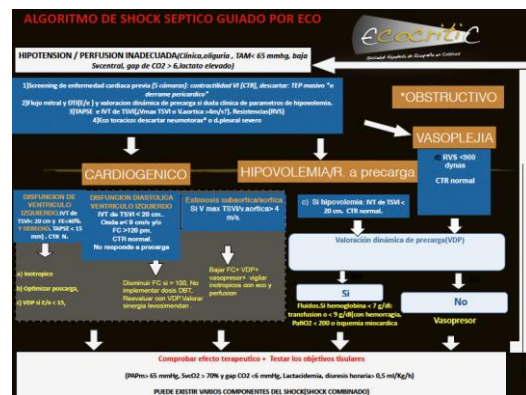 ALGORITMO DE SHOCK SEPTICO GUIADO POR ECO
EcocritiC
HIPOTENSION / PERFUSION INADECUADA(Clínica,oliguria , TAM< 65 mmhg, baja
Svcentral, gap de CO2 > 6,lactato elevado)
1)Screening de enfermedad cardiaca previa [5 cámaras]: contractilidad VI [CTR], descartar: TEP masivo *o
derrame pericardico*
2)Flujo mitral y DTI(E/e ) y valoracion dinámica de precarga si duda clínica de parametros de hipovolemia.
3)TAPSE e IVT de TSVI(¿Vmax TSVI o V.aortica >4m/s?). Resistencias(RVS)
4)Eco toracica: descartar neumotorax* o d.pleural severo
*OBSTRUCTIVO
VASOPLEJIA
d) RVS <900
dynas
CTR normal
CARDIOGENICO
HIPOVOLEMIA/R. a precarga
DISFUNCION DE
VENTRICULO
IZQUIERDO.IVT de
TSVI< 20 cm y FE<60%.
Y DERECHO. TAPSE < 15
mm) . CTR N.
a) Inotropico
b) Optimizar poscarga,
c) VDP si E/e < 15,
DISFUNCION DIASTOLICA
VENTRICULO IZQUIERDO
IVT de TSVI < 20 cm..
Onda e< 9 cm/s y/o
FC >120 pm.
CTR normal.
No responde a precarga
Disminuir FC si > 100, No
implementar dosis DBT,
Reevaluar con VDP.Valorar
sinergia levosimendan .
Estenosis subaortica/aortica
Si V max TSVI/v.aortica> 4
m/s.
Bajar FC+ VDP+
vasopresor+ vigilar
inotropicos con eco y
perfusion
c) Si hipovolemia: IVT de TSVI <
20 cm. CTR normal.
Valoración dinámica de precarga(VDP)
Si
Fluidos.Si hemoglobina < 7 g/dl:
transfusion o < 9 g/dl(con hemorragia,
PafiO2 < 200 o isquemia miocardica
No
Vasopresor
Comprobar efecto terapeutico + Testar los objetivos tisulares
(PAPm> 65 mmHg, SvcO2 > 70% y gap CO2 <6 mmHg, Lactacidemia, diuresis horaria> 0,5 ml/Kg/h)
PUEDE EXISTIR VARIOS COMPONENTES DEL SHOCK(SHOCK COMBINADO)